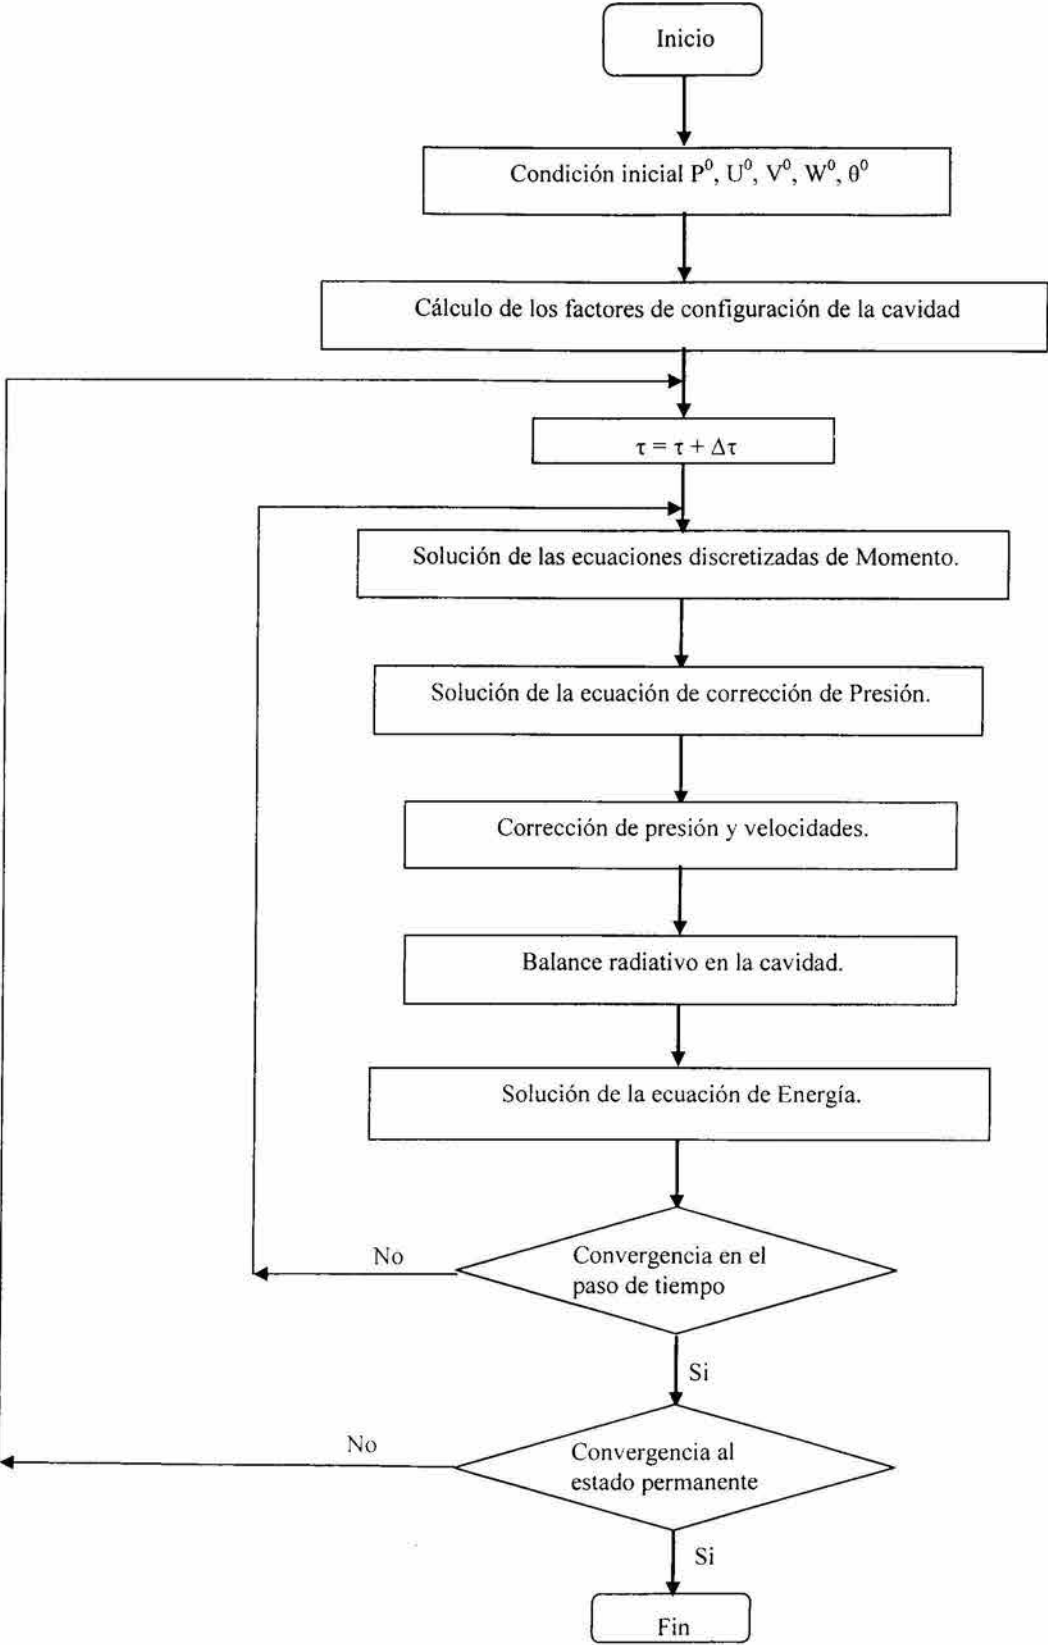 Inicio
Condición inicial P⁰, U⁰, V⁰, W⁰, θ⁰
Cálculo de los factores de configuración de la cavidad
τ = τ + Δτ
Solución de las ecuaciones discretizadas de Momento.
Solución de la ecuación de corrección de Presión.
Corrección de presión y velocidades.
Balance radiativo en la cavidad.
Solución de la ecuación de Energía.
No
Convergencia en el
paso de tiempo
Si
No
Convergencia al
estado permanente
Si
Fin